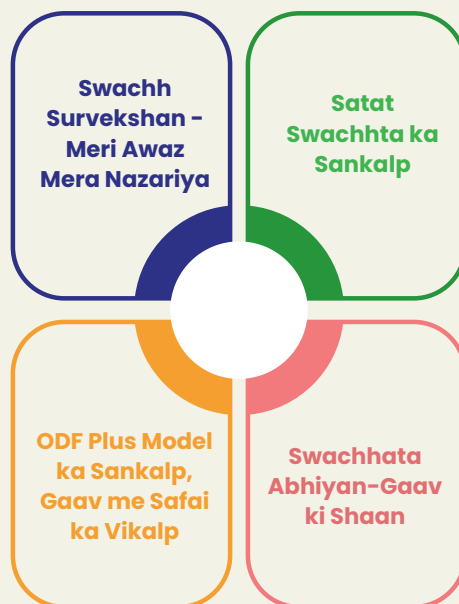 Swachh
Survekshan -
Meri Awaz
Mera Nazariya
Satat
Swachhta ka
Sankalp
ODF Plus Model
ka Sankalp,
Gaav me Safai
ka Vikalp
Swachhata
Abhiyan-Gaav
ki Shaan